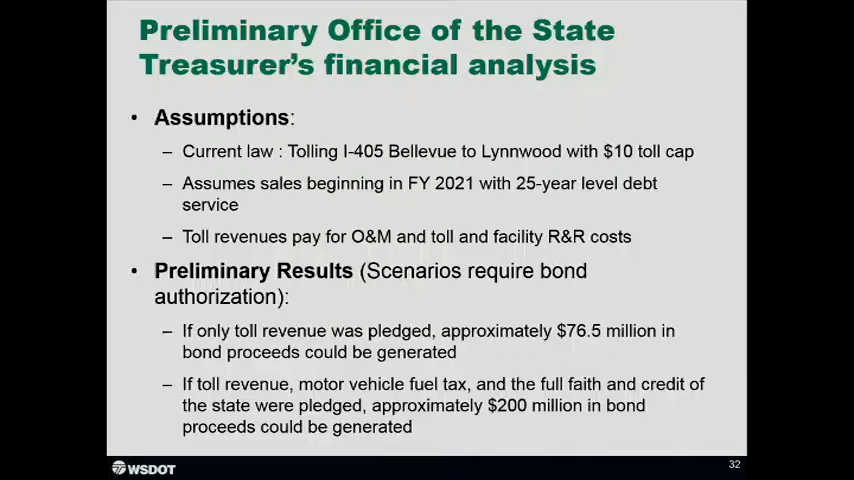 Preliminary Office of the State
Treasurer's financial analysis
• Assumptions:
– Current law : Tolling I-405 Bellevue to Lynnwood with $10 toll cap
– Assumes sales beginning in FY 2021 with 25-year level debt
service
– Toll revenues pay for O&M and toll and facility R&R costs
• Preliminary Results (Scenarios require bond
authorization):
– If only toll revenue was pledged, approximately $76.5 million in
bond proceeds could be generated
– If toll revenue, motor vehicle fuel tax, and the full faith and credit of
the state were pledged, approximately $200 million in bond
proceeds could be generated
WSDOT
32